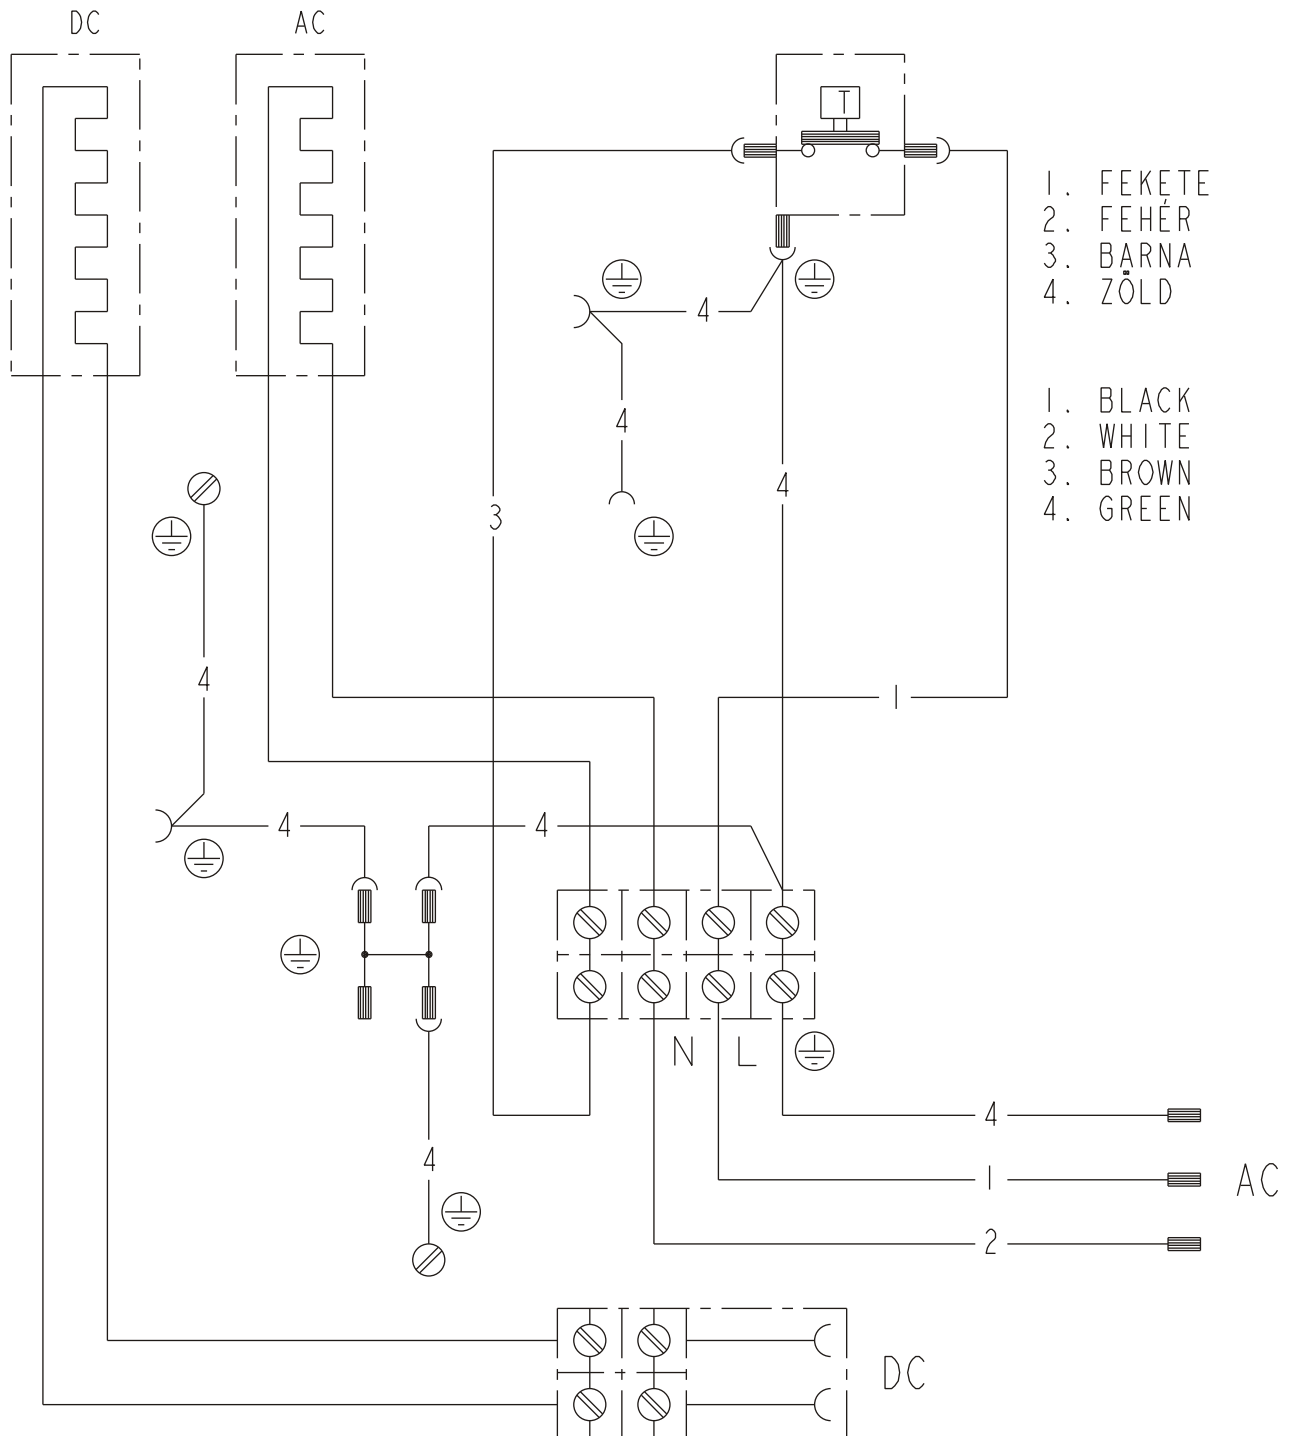 DC
AC
T
1. FEKETE
2. FEHÉR
3. BARNA
4. ZÖLD
4
4
1. BLACK
2. WHITE
3. BROWN
4. GREEN
4
3
4
1
4
4
N L
4
1
AC
4
2
DC